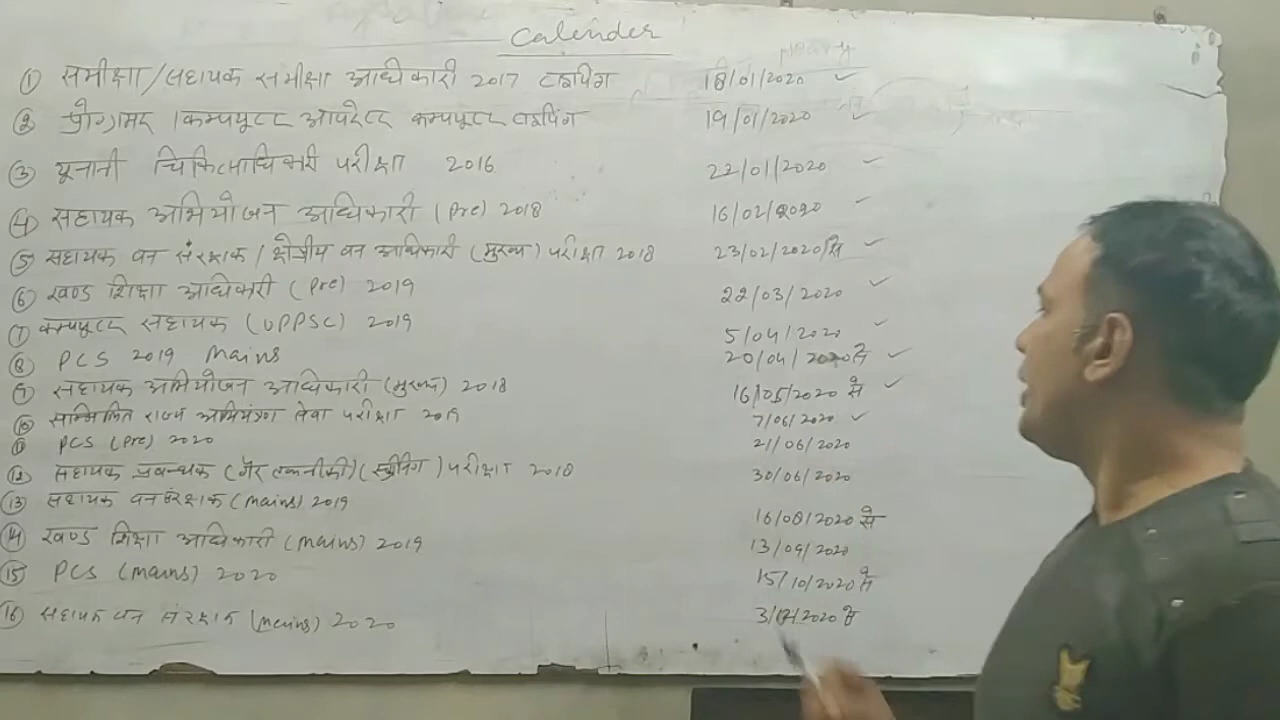 Calender
① समीक्षा/सहायक समीक्षा अधिकारी 2017 टाइपिंग 18/01/2020 ✓
② प्रोग्रामर /कम्प्यूटर आपरेटर कम्प्यूटर टाइपिंग 19/01/2020 ✓
③ यूनानी चिकित्साधिकारी परीक्षा 2016 22/01/2020 ✓
④ सहायक अभियोजन अधिकारी (Pre) 2018 16/02/2020 ✓
⑤ सहायक वन संरक्षक / क्षेत्रीय वन अधिकारी (मुख्य) परीक्षा 2018 23/02/2020 से ✓
⑥ खण्ड शिक्षा अधिकारी (Pre) 2019 22/03/2020 ✓
⑦ कम्प्यूटर सहायक (UPPSC) 2019 5/04/2020 ✓
⑧ PCS 2019 Mains 20/04/2020 से ✓
⑨ सहायक अभियोजन अधिकारी (मुख्य) 2018 16/05/2020 से ✓
⑩ सम्मिलित राज्य अभियंत्रण सेवा परीक्षा 2019 7/06/2020 ✓
⑪ PCS (Pre) 2020 21/06/2020
⑫ सहायक प्रबन्धक (गैर तकनीकी) (स्क्रीनिंग) परीक्षा 2018 30/06/2020
⑬ सहायक वन संरक्षक (Mains) 2019 16/08/2020 से
⑭ खण्ड शिक्षा अधिकारी (Mains) 2019 13/09/2020
⑮ PCS (Mains) 2020 15/10/2020 से
⑯ सहायक वन संरक्षक (Mains) 2020 3/12/2020 से